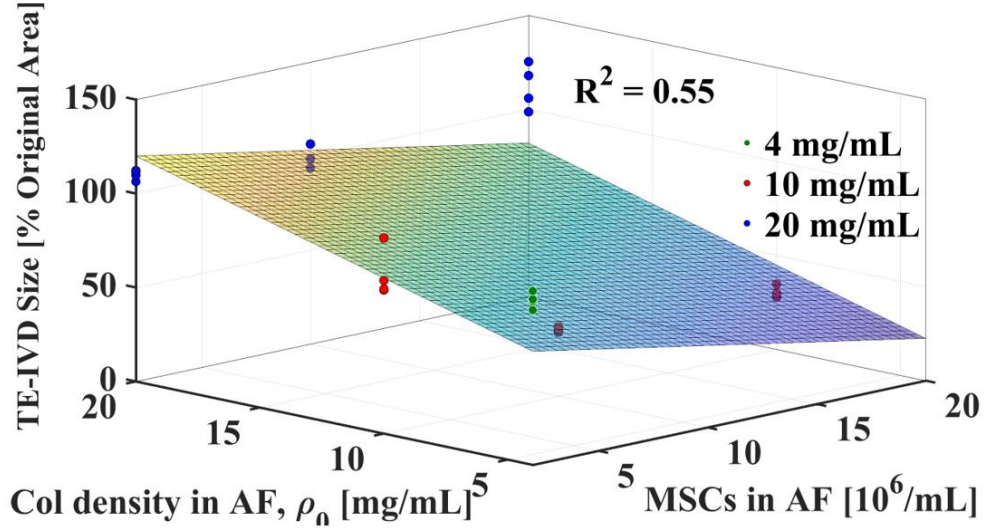 TE-IVD Size [% Original Area]
150
100
50
0
R² = 0.55
4 mg/mL
10 mg/mL
20 mg/mL
20
15
10
5
5
10
15
20
Col density in AF, ρ₀ [mg/mL]
MSCs in AF [10⁶/mL]